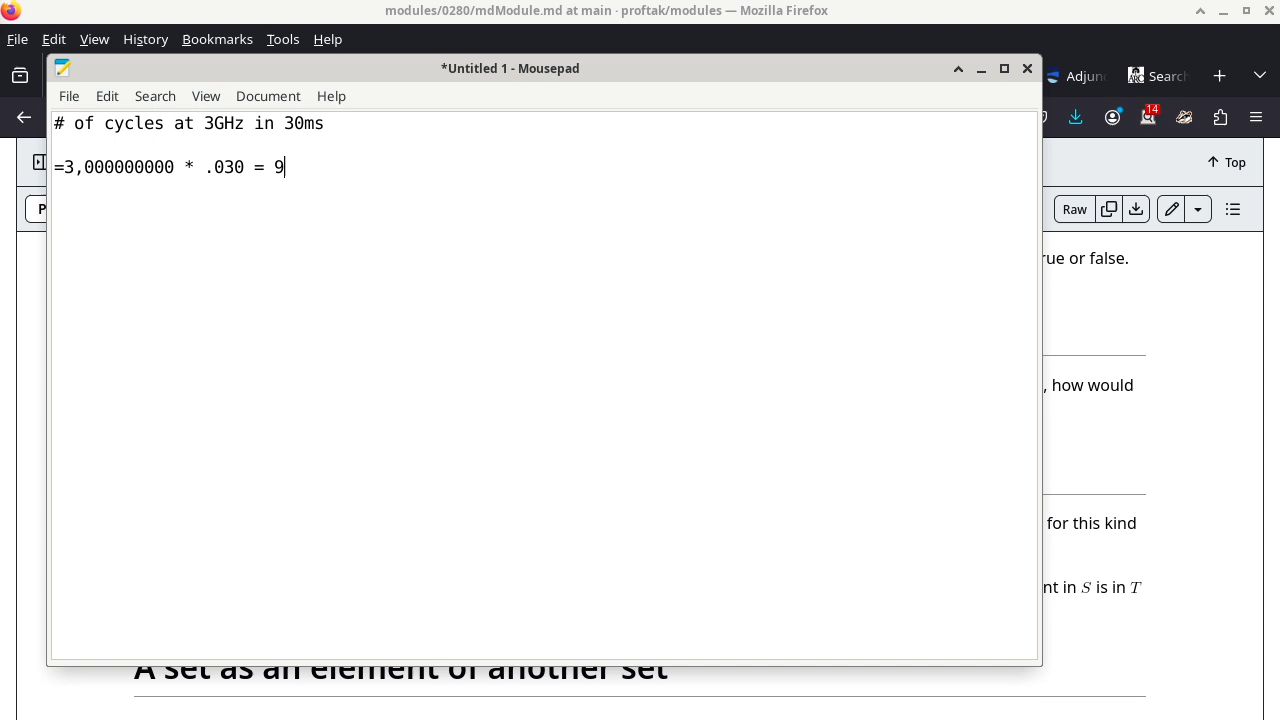 modules/0280/mdModule.md at main · proftak/modules — Mozilla Firefox
File Edit View History Bookmarks Tools Help
*Untitled 1 - Mousepad
Adjun
Search
File Edit Search View Document Help
14
# of cycles at 3GHz in 30ms
=3,000000000 * .030 = 9
Top
P
Raw
rue or false.
, how would
for this kind
nt in S is in T
A set as an element of another set